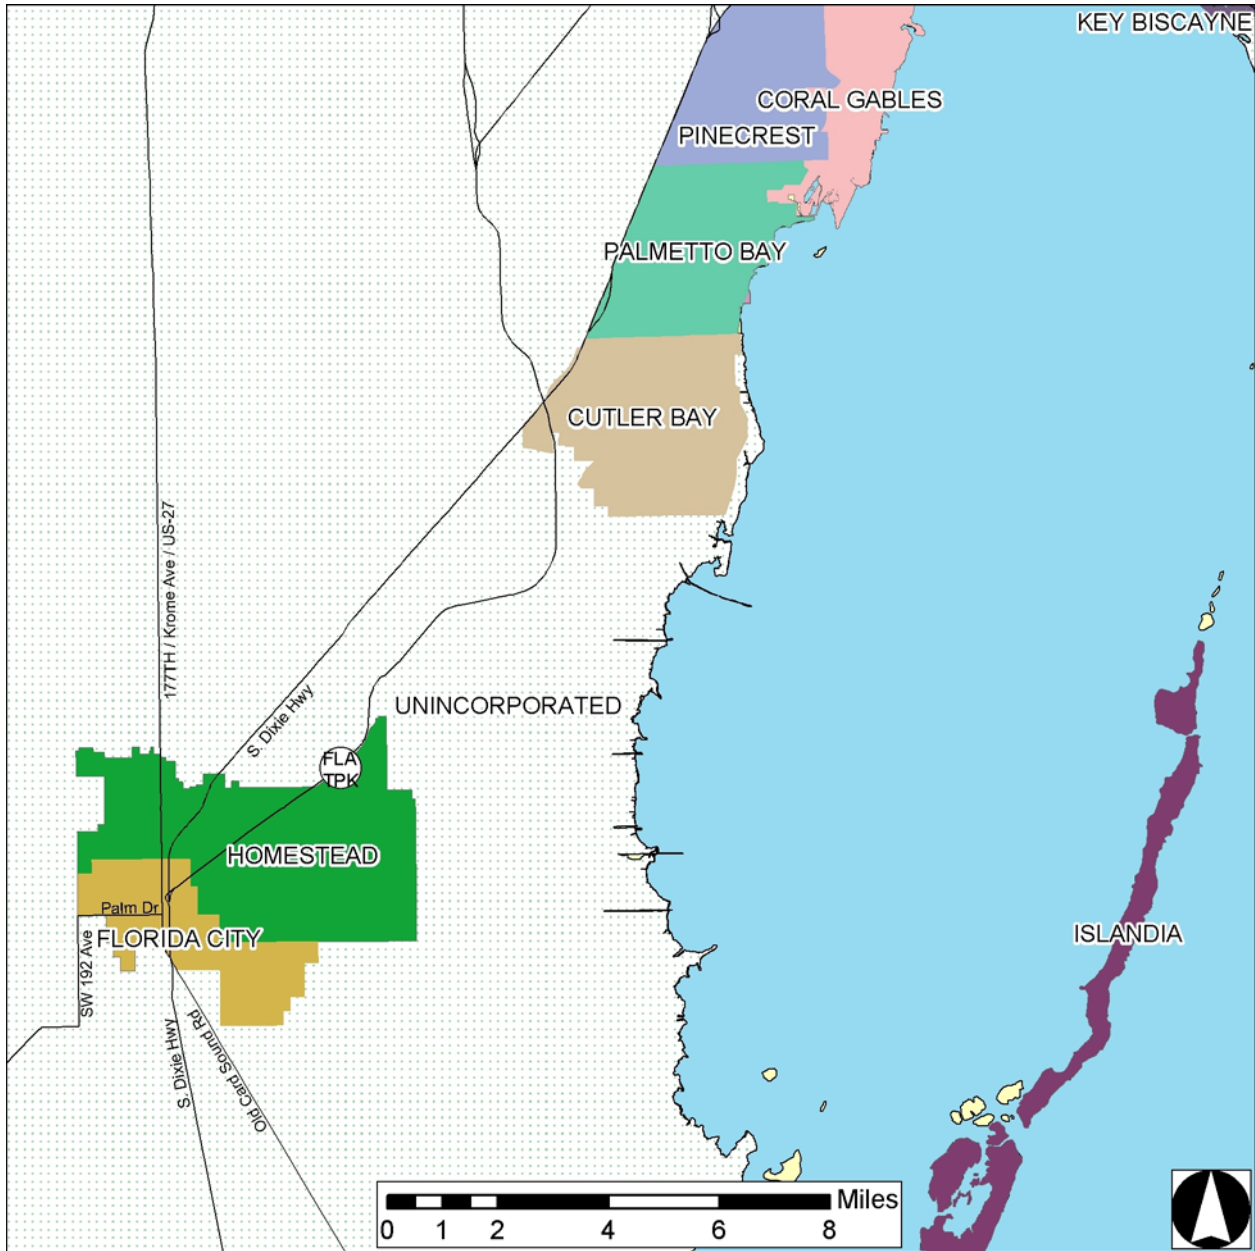 KEY BISCAYNE
CORAL GABLES
PINECREST
PALMETTO BAY
CUTLER BAY
177TH / Krome Ave / US-27
S. Dixie Hwy
UNINCORPORATED
FLA
TPK
HOMESTEAD
Palm Dr
FLORIDA CITY
ISLANDIA
SW 192 Ave
S. Dixie Hwy
Old Card Sound Rd
Miles
0 1 2 4 6 8